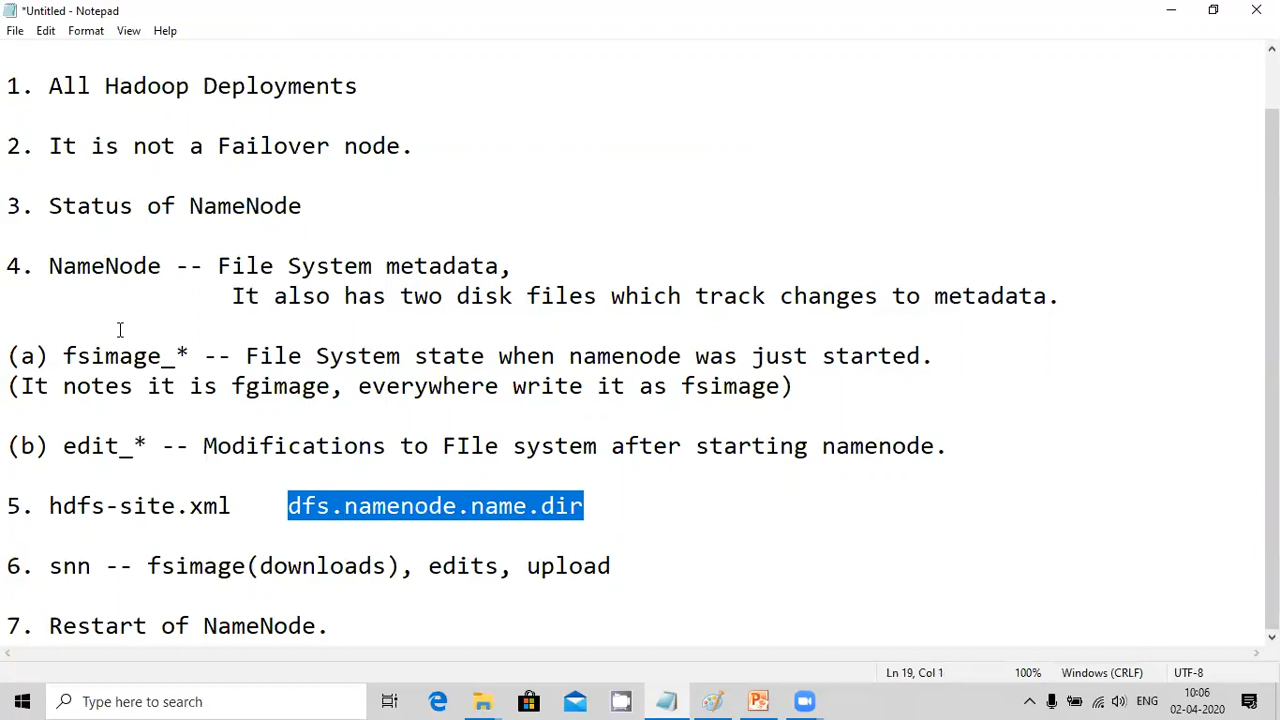 *Untitled - Notepad
File Edit Format View Help
1. All Hadoop Deployments
2. It is not a Failover node.
3. Status of NameNode
4. NameNode -- File System metadata,
It also has two disk files which track changes to metadata.
(a) fsimage_* -- File System state when namenode was just started.
(It notes it is fgimage, everywhere write it as fsimage)
(b) edit_* -- Modifications to FIle system after starting namenode.
5. hdfs-site.xml dfs.namenode.name.dir
6. snn -- fsimage(downloads), edits, upload
7. Restart of NameNode.
Ln 19, Col 1 100% Windows (CRLF) UTF-8
Type here to search ENG 10:06
02-04-2020